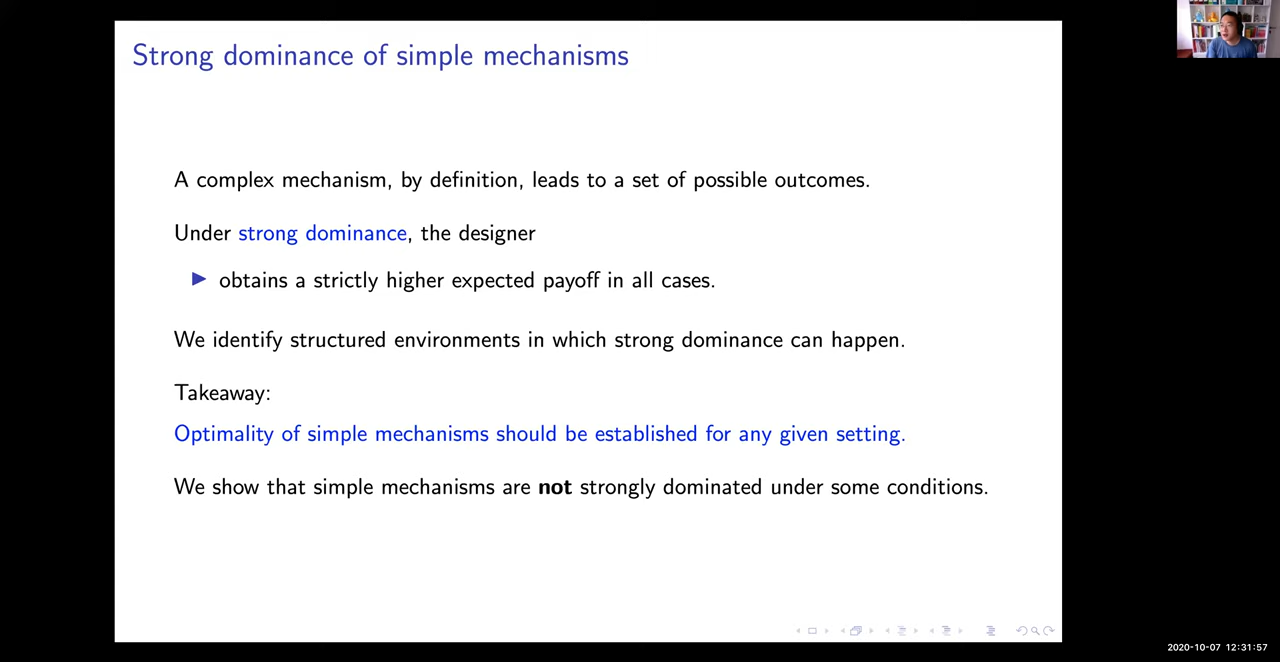 Strong dominance of simple mechanisms
A complex mechanism, by definition, leads to a set of possible outcomes.
Under strong dominance, the designer
▶ obtains a strictly higher expected payoff in all cases.
We identify structured environments in which strong dominance can happen.
Takeaway:
Optimality of simple mechanisms should be established for any given setting.
We show that simple mechanisms are not strongly dominated under some conditions.
2020-10-07 12:31:57